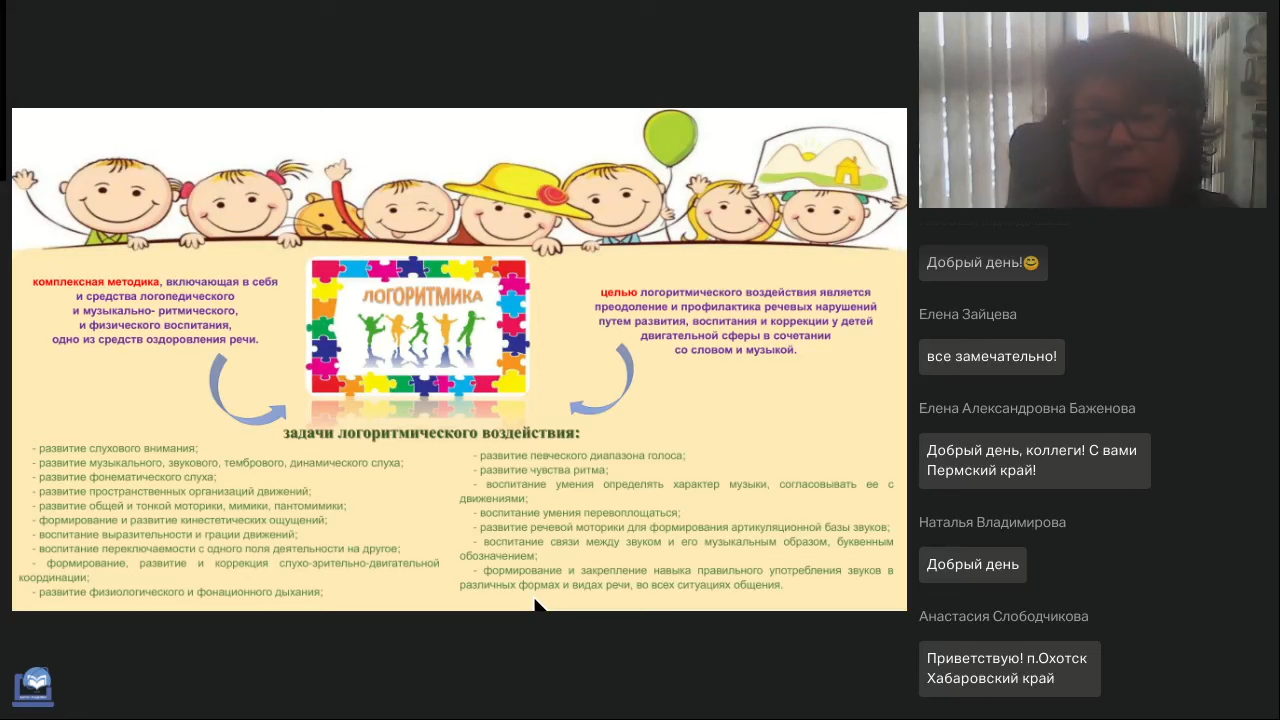 комплексная методика, включающая в себя
и средства логопедического
и музыкально- ритмического,
и физического воспитания,
одно из средств оздоровления речи.
ЛОГОРИТМИКА
целью логоритмического воздействия является
преодоление и профилактика речевых нарушений
путем развития, воспитания и коррекции у детей
двигательной сферы в сочетании
со словом и музыкой.
задачи логоритмического воздействия:
- развитие слухового внимания;
- развитие музыкального, звукового, тембрового, динамического слуха;
- развитие фонематического слуха;
- развитие пространственных организаций движений;
- развитие общей и тонкой моторики, мимики, пантомимики;
- формирование и развитие кинестетических ощущений;
- воспитание выразительности и грации движений;
- воспитание переключаемости с одного поля деятельности на другое;
- формирование, развитие и коррекция слухо-зрительно-двигательной
координации;
- развитие физиологического и фонационного дыхания;
- развитие певческого диапазона голоса;
- развитие чувства ритма;
- воспитание умения определять характер музыки, согласовывать ее с
движениями;
- воспитание умения перевоплощаться;
- развитие речевой моторики для формирования артикуляционной базы звуков;
- воспитание связи между звуком и его музыкальным образом, буквенным
обозначением;
- формирование и закрепление навыка правильного употребления звуков в
различных формах и видах речи, во всех ситуациях общения.
Добрый день!😊
Елена Зайцева
все замечательно!
Елена Александровна Баженова
Добрый день, коллеги! С вами
Пермский край!
Наталья Владимирова
Добрый день
Анастасия Слободчикова
Приветствую! п.Охотск
Хабаровский край